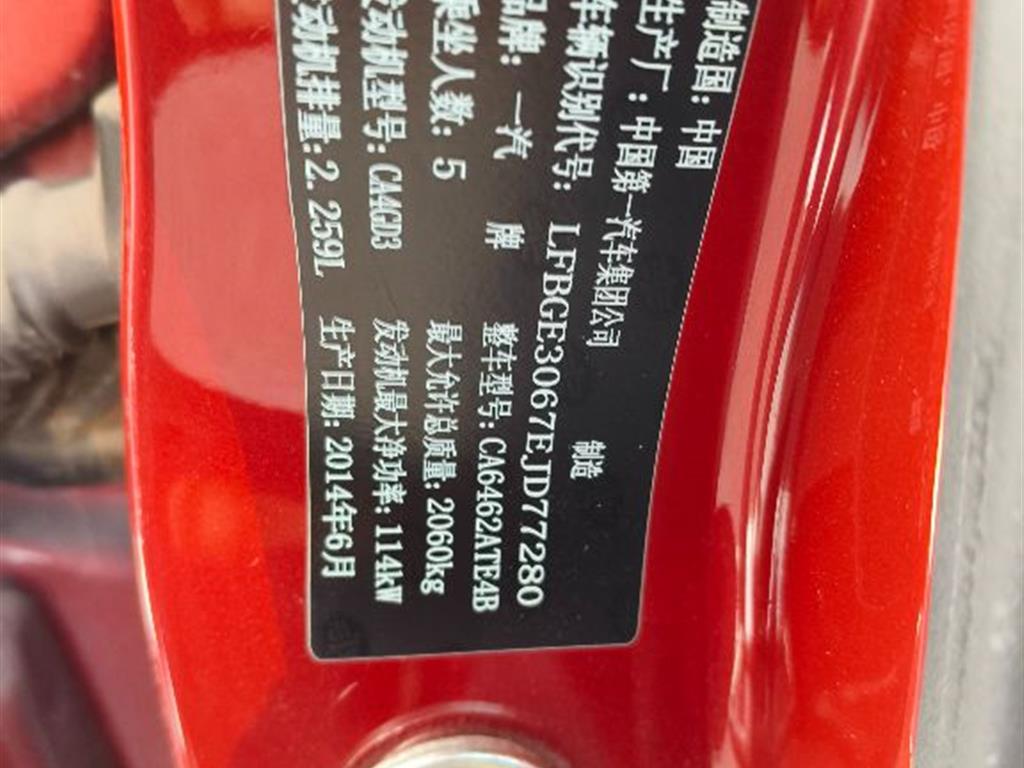 制造国:中国
生产厂:中国第一汽车集团公司 制造
车辆识别代号:LFBGE3067EJD77280
品牌:一汽 牌 整车型号:CA6462ATE4B
乘坐人数:5 最大允许总质量:2060kg
发动机型号:CA4GD3 发动机最大净功率:114kW
发动机排量:2.259L 生产日期:2014年6月